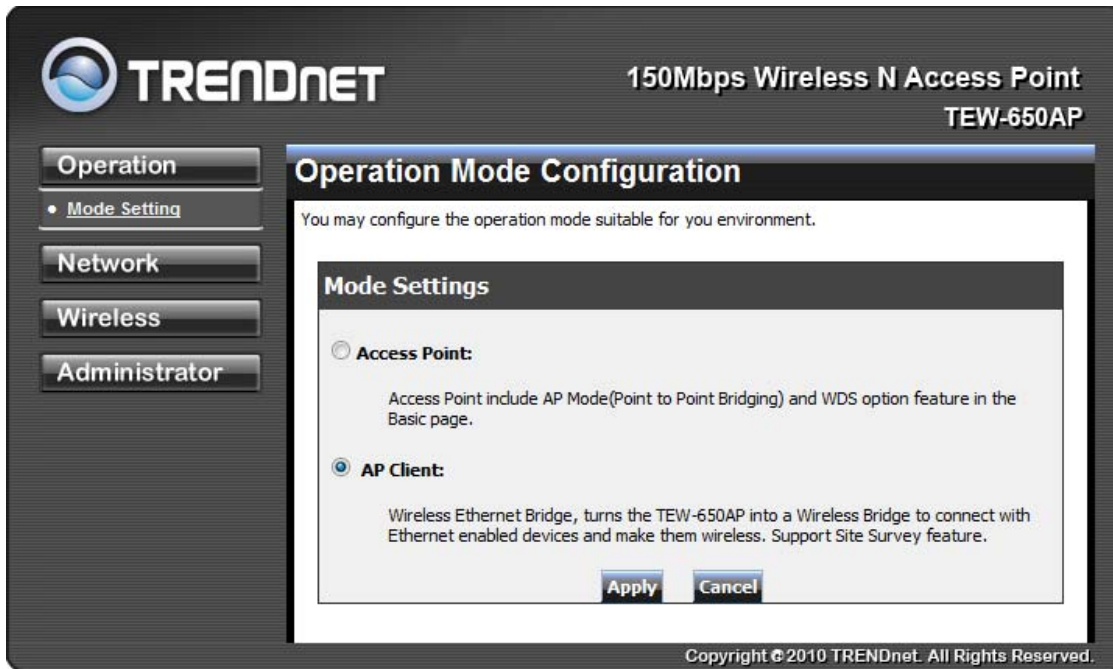 TRENDNET
150Mbps Wireless N Access Point
TEW-650AP
Operation
• Mode Setting
Network
Wireless
Administrator
Operation Mode Configuration
You may configure the operation mode suitable for you environment.
Mode Settings
Access Point:
Access Point include AP Mode(Point to Point Bridging) and WDS option feature in the
Basic page.
AP Client:
Wireless Ethernet Bridge, turns the TEW-650AP into a Wireless Bridge to connect with
Ethernet enabled devices and make them wireless. Support Site Survey feature.
Apply
Cancel
Copyright © 2010 TRENDnet. All Rights Reserved.